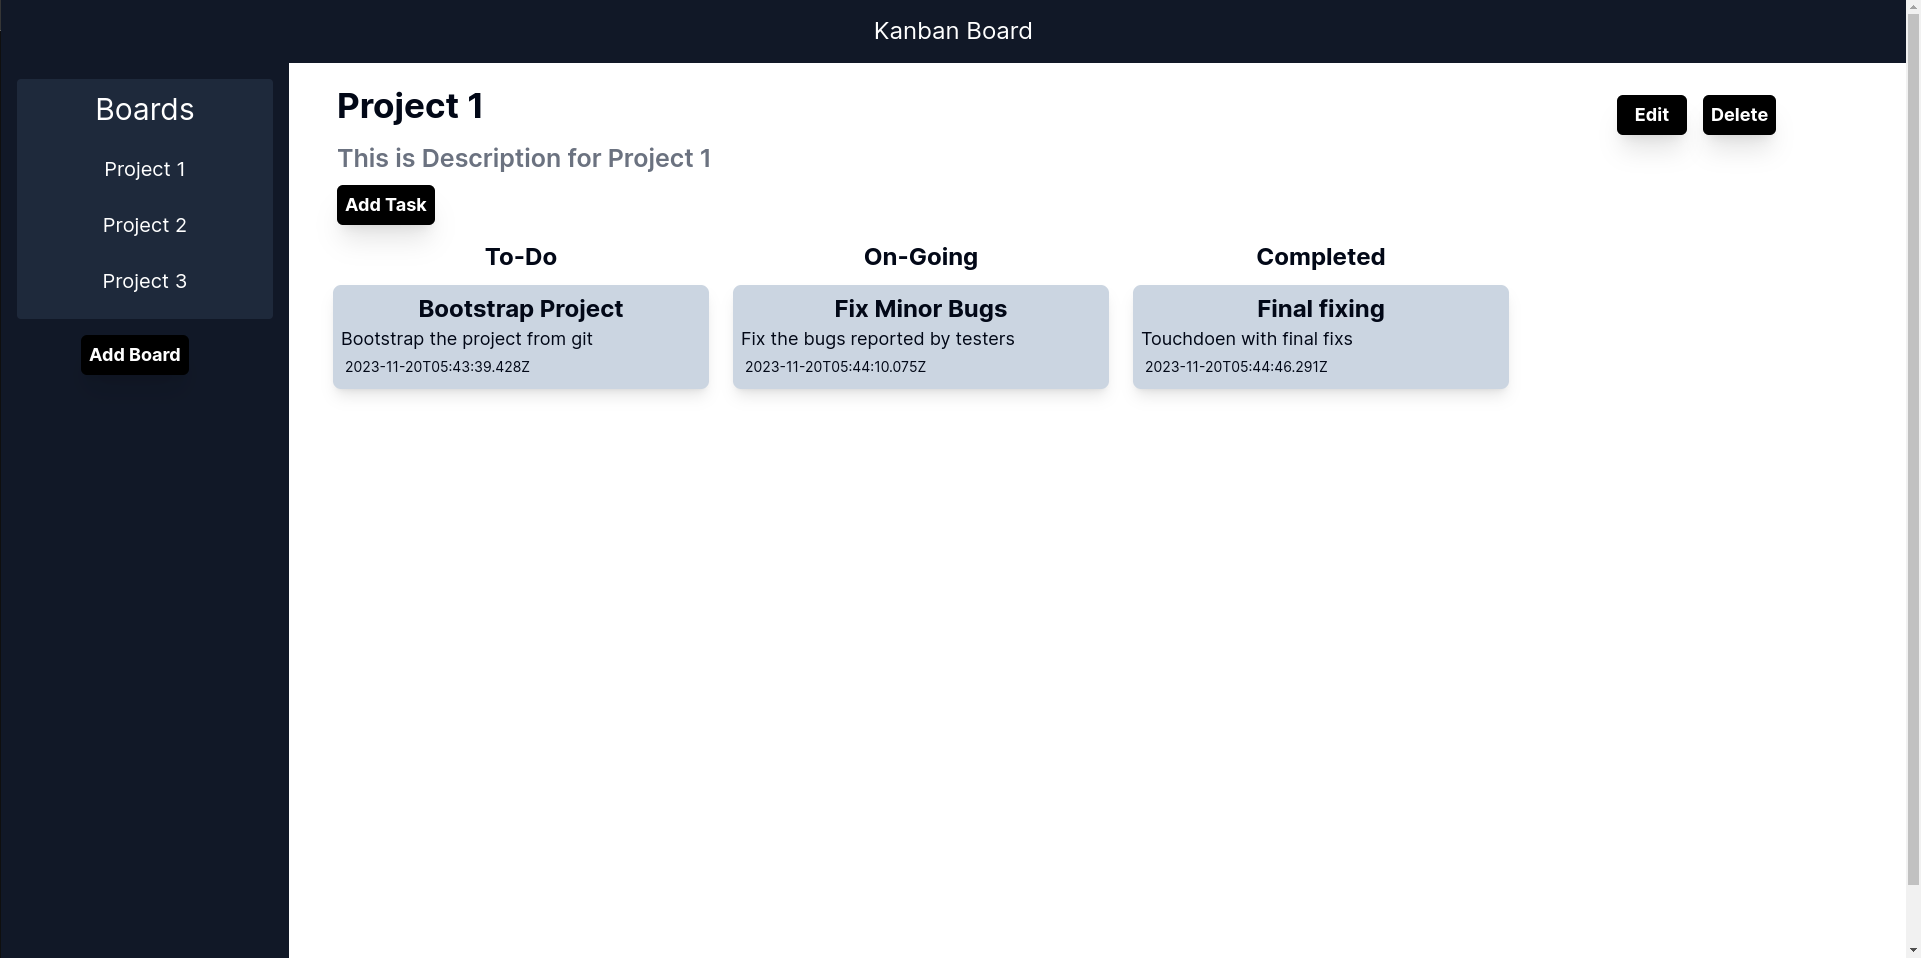 Kanban Board
Boards
Project 1
Project 2
Project 3
Add Board
Project 1
Edit
Delete
This is Description for Project 1
Add Task
To-Do
Bootstrap Project
Bootstrap the project from git
2023-11-20T05:43:39.428Z
On-Going
Fix Minor Bugs
Fix the bugs reported by testers
2023-11-20T05:44:10.075Z
Completed
Final fixing
Touchdoen with final fixs
2023-11-20T05:44:46.291Z